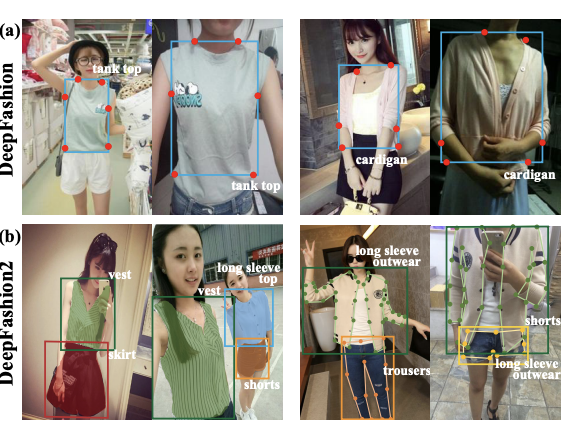 (a)
DeepFashion
tank top
tank top
cardigan
cardigan
(b)
DeepFashion2
vest
skirt
vest
long sleeve
top
shorts
long sleeve
outwear
trousers
shorts
long sleeve
outwear